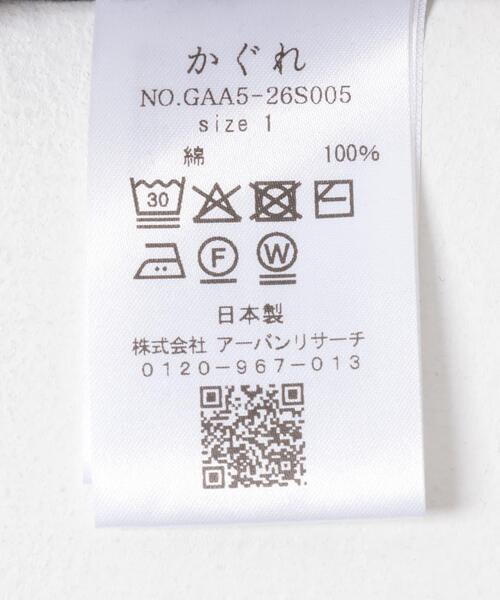 かぐれ
NO.GAA5-26S005
size 1
綿 100%
30
F W
日本製
株式会社 アーバンリサーチ
0120-967-013